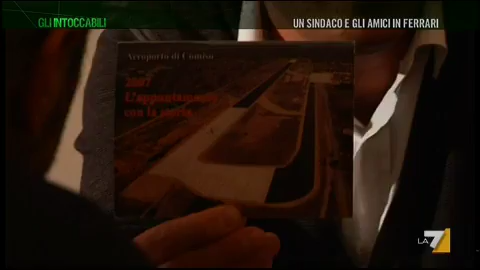 GLI INTOCCABILI
UN SINDACO E GLI AMICI IN FERRARI
Aeroporto di Comiso
2007
L'appuntamento
con la storia
LA7